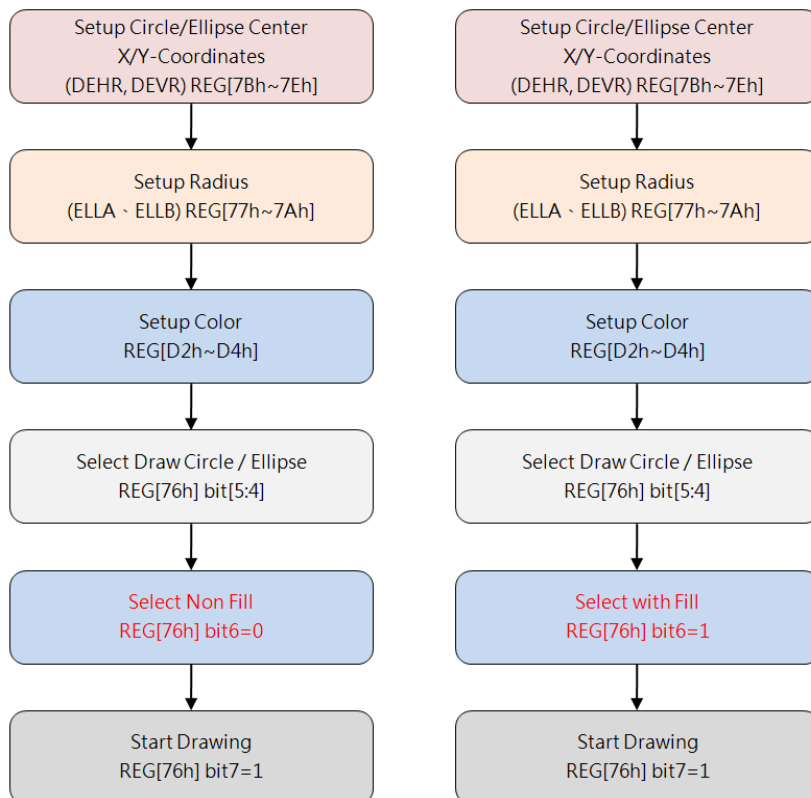 Setup Circle/Ellipse Center
X/Y-Coordinates
(DEHR, DEVR) REG[7Bh~7Eh]
Setup Radius
(ELLA、ELLB) REG[77h~7Ah]
Setup Color
REG[D2h~D4h]
Select Draw Circle / Ellipse
REG[76h] bit[5:4]
Select Non Fill
REG[76h] bit6=0
Start Drawing
REG[76h] bit7=1
Setup Circle/Ellipse Center
X/Y-Coordinates
(DEHR, DEVR) REG[7Bh~7Eh]
Setup Radius
(ELLA、ELLB) REG[77h~7Ah]
Setup Color
REG[D2h~D4h]
Select Draw Circle / Ellipse
REG[76h] bit[5:4]
Select with Fill
REG[76h] bit6=1
Start Drawing
REG[76h] bit7=1